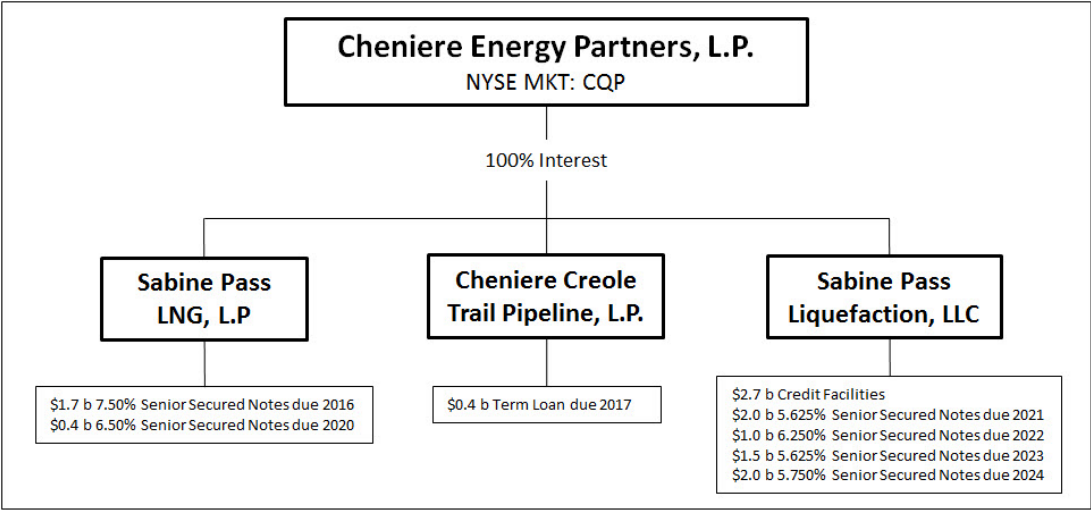 Cheniere Energy Partners, L.P.
NYSE MKT: CQP
100% Interest
Sabine Pass
LNG, L.P
Cheniere Creole
Trail Pipeline, L.P.
Sabine Pass
Liquefaction, LLC
$1.7 b 7.50% Senior Secured Notes due 2016
$0.4 b 6.50% Senior Secured Notes due 2020
$0.4 b Term Loan due 2017
$2.7 b Credit Facilities
$2.0 b 5.625% Senior Secured Notes due 2021
$1.0 b 6.250% Senior Secured Notes due 2022
$1.5 b 5.625% Senior Secured Notes due 2023
$2.0 b 5.750% Senior Secured Notes due 2024